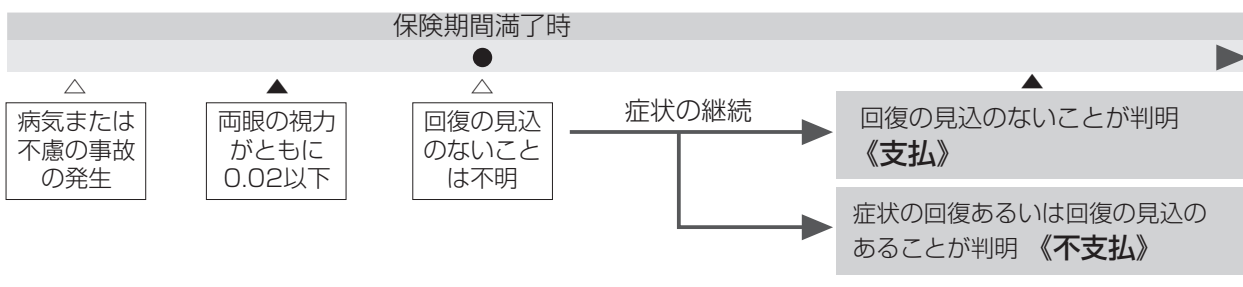 保険期間満了時
病気または
不慮の事故
の発生
両眼の視力
がともに
0.02以下
回復の見込
のないこと
は不明
症状の継続
回復の見込のないことが判明
《支払》
症状の回復あるいは回復の見込の
あることが判明 《不支払》